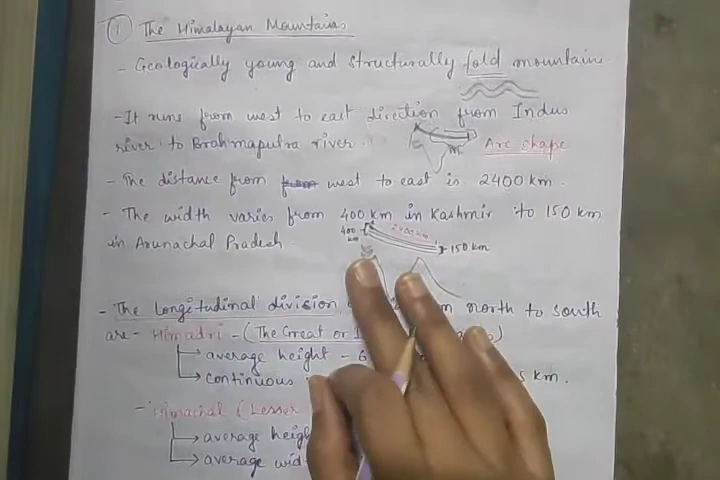 ① The Himalayan Mountains
- Geologically young and structurally fold mountains
- It runs from west to east direction from Indus
river to Brahmaputra river. Arc shape
- The distance from west to east is 2400 km.
- The width varies from 400 km in Kashmir to 150 km
in Arunachal Pradesh
400 km 2400 km 150 km
- The longitudinal division north to south
are - Himadri - (The Great or
average height - 6
continuous km.
- Himachal (Lesser
average heigh
average wid